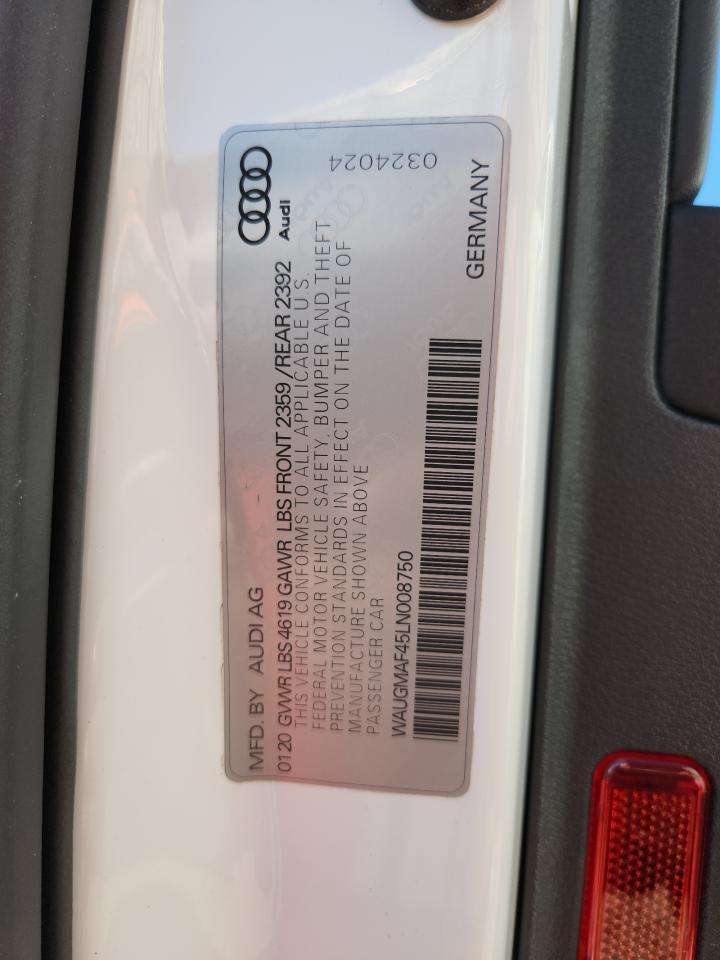 MFD. BY AUDI AG
0120 GVWR LBS 4619 GAWR LBS FRONT 2359 /REAR 2392
Audi
THIS VEHICLE CONFORMS TO ALL APPLICABLE U.S.
FEDERAL MOTOR VEHICLE SAFETY, BUMPER AND THEFT
PREVENTION STANDARDS IN EFFECT ON THE DATE OF
MANUFACTURE SHOWN ABOVE
PASSENGER CAR
0324024
WAUGMAF45LN008750
GERMANY